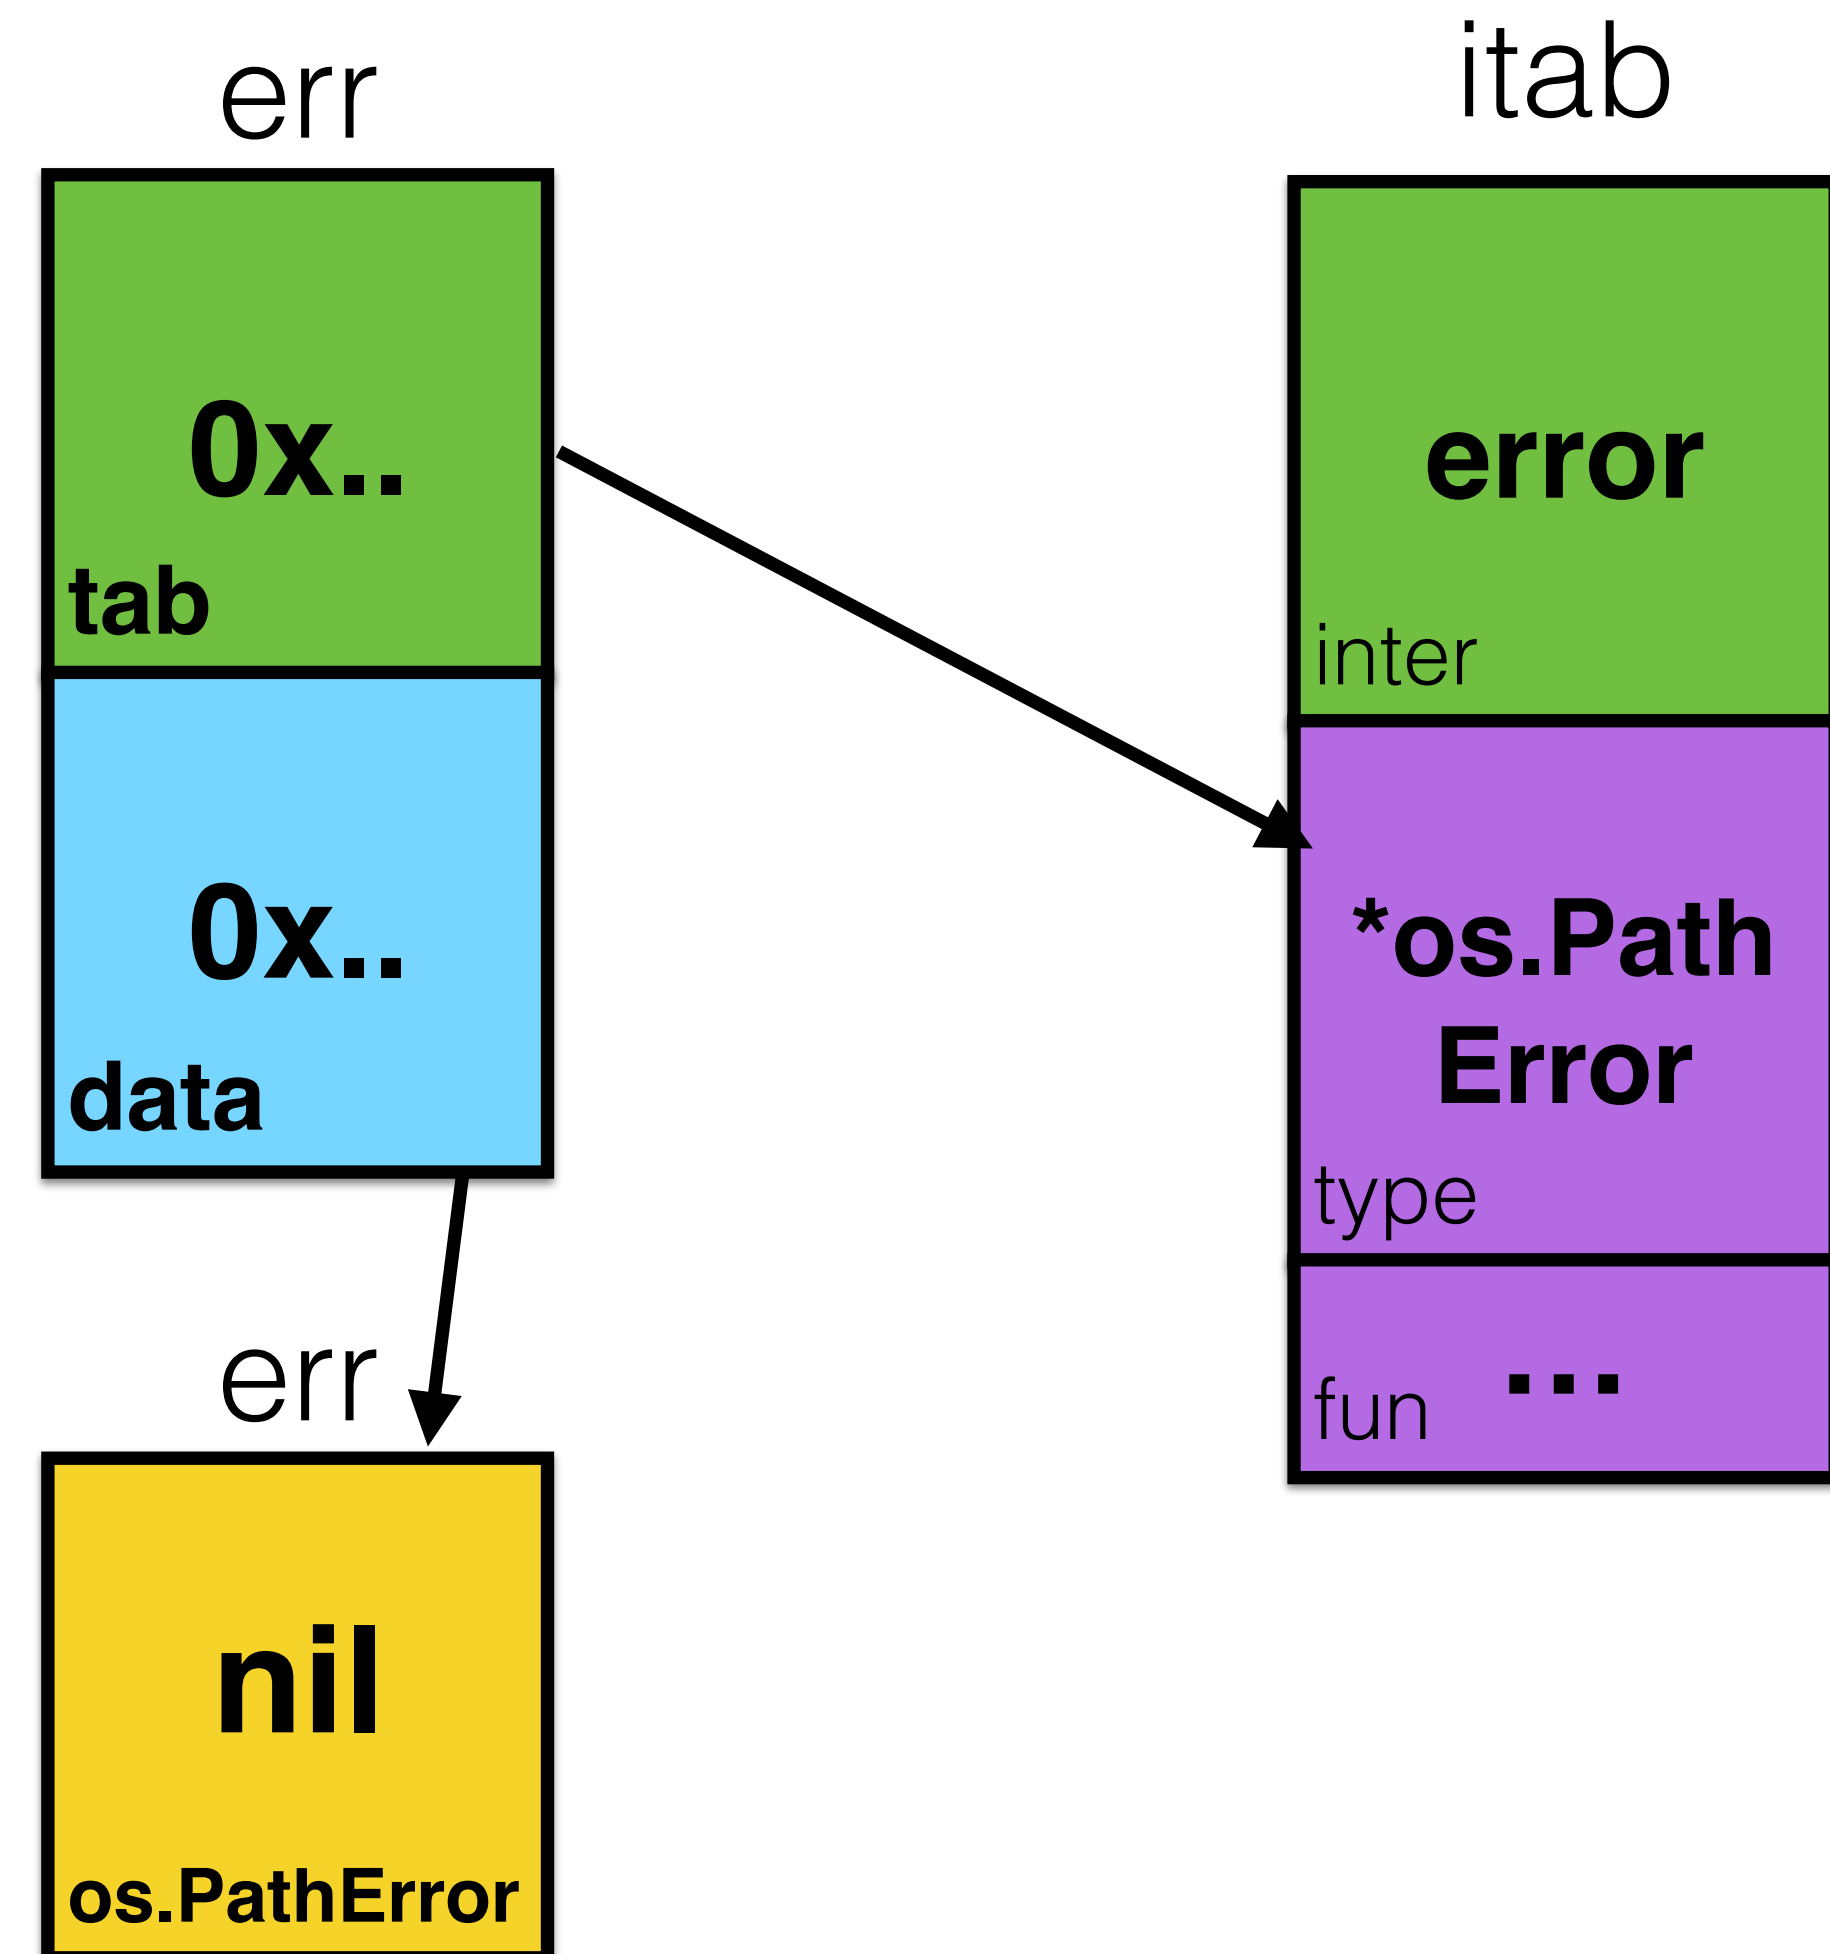 err
0x..
tab
0x..
data
err
nil
os.PathError
itab
error
inter
*os.Path
Error
type
...
fun